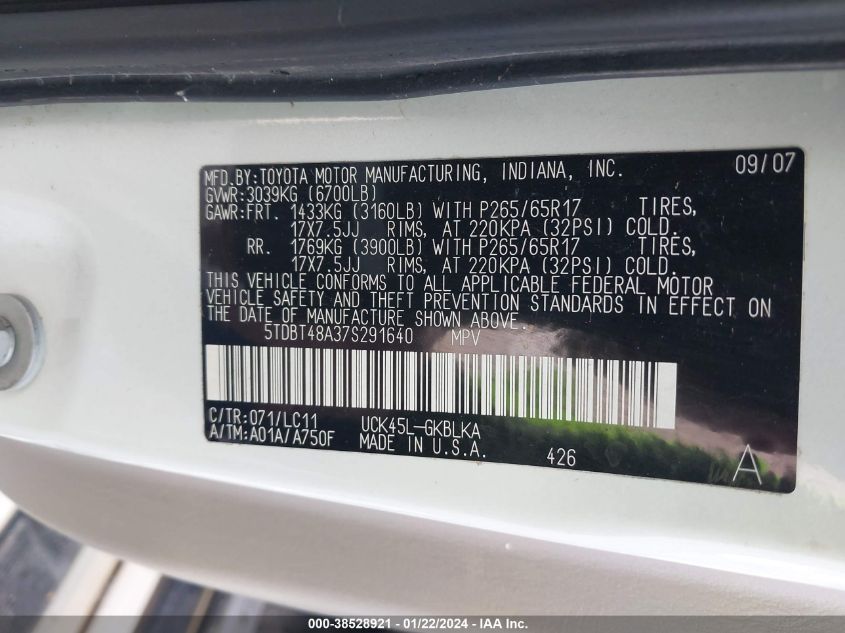 MFD.BY:TOYOTA MOTOR MANUFACTURING, INDIANA, INC. 09/07
GVWR:3039KG (6700LB)
GAWR:FRT. 1433KG (3160LB) WITH P265/65R17 TIRES,
17X7.5JJ RIMS, AT 220KPA (32PSI) COLD.
RR. 1769KG (3900LB) WITH P265/65R17 TIRES,
17X7.5JJ RIMS, AT 220KPA (32PSI) COLD.
THIS VEHICLE CONFORMS TO ALL APPLICABLE FEDERAL MOTOR
VEHICLE SAFETY AND THEFT PREVENTION STANDARDS IN EFFECT ON
THE DATE OF MANUFACTURE SHOWN ABOVE.
5TDBT48A37S291640 MPV
C/TR:071/LC11 UCK45L-GKBLKA
A/TM:A01A/A750F MADE IN U.S.A. 426 A
000-38528921 - 01/22/2024 - IAA Inc.